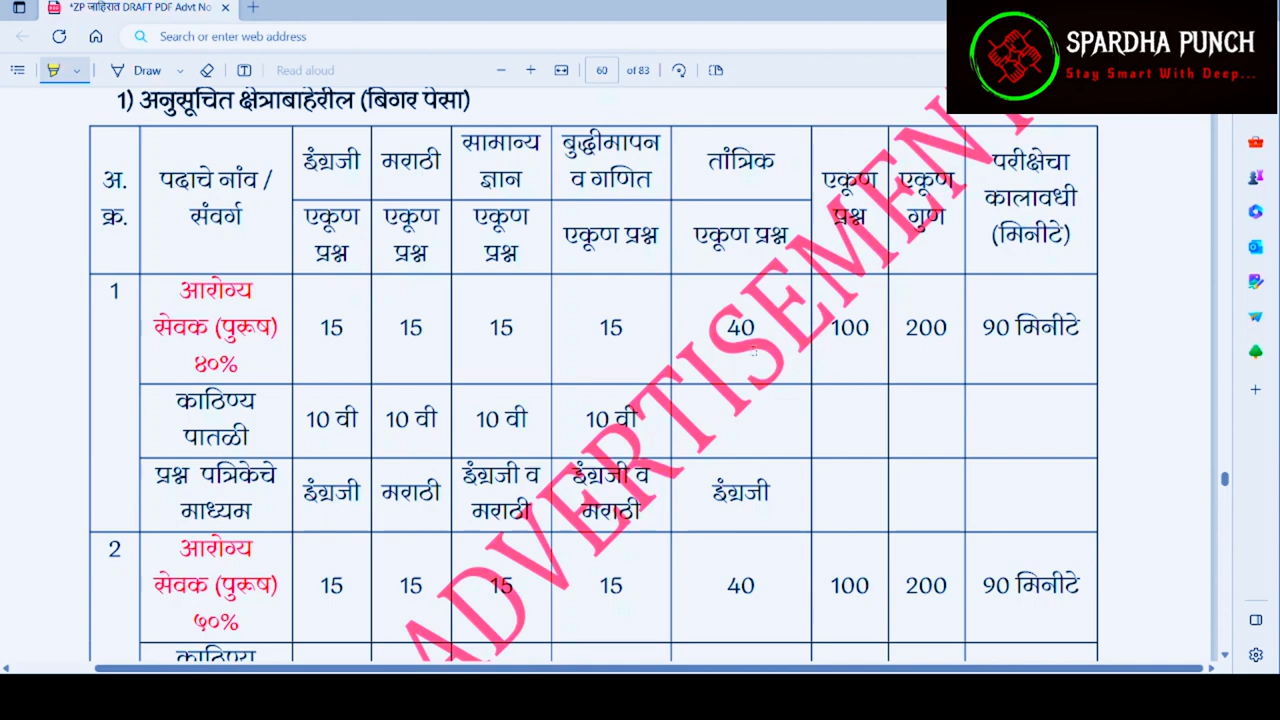 *ZP जाहिरात DRAFT PDF Advt No
Search or enter web address
SPARDHA PUNCH
Stay Smart With Deep...
Draw
Read aloud
60 of 83
1) अनुसूचित क्षेत्राबाहेरील (बिगर पेसा)
अ. क्र. पदाचे नांव / संवर्ग इंग्रजी मराठी सामान्य ज्ञान बुद्धीमापन व गणित तांत्रिक एकूण प्रश्न एकूण गुण परीक्षेचा कालावधी (मिनीटे)
एकूण प्रश्न एकूण प्रश्न एकूण प्रश्न एकूण प्रश्न एकूण प्रश्न
1 आरोग्य सेवक (पुरूष) ४०% 15 15 15 15 40 100 200 90 मिनीटे
काठिण्य पातळी 10 वी 10 वी 10 वी 10 वी
प्रश्न पत्रिकेचे माध्यम इंग्रजी मराठी इंग्रजी व मराठी इंग्रजी व मराठी इंग्रजी
2 आरोग्य सेवक (पुरूष) ५०% 15 15 15 15 40 100 200 90 मिनीटे
काठिण्य
ADVERTISEMENT